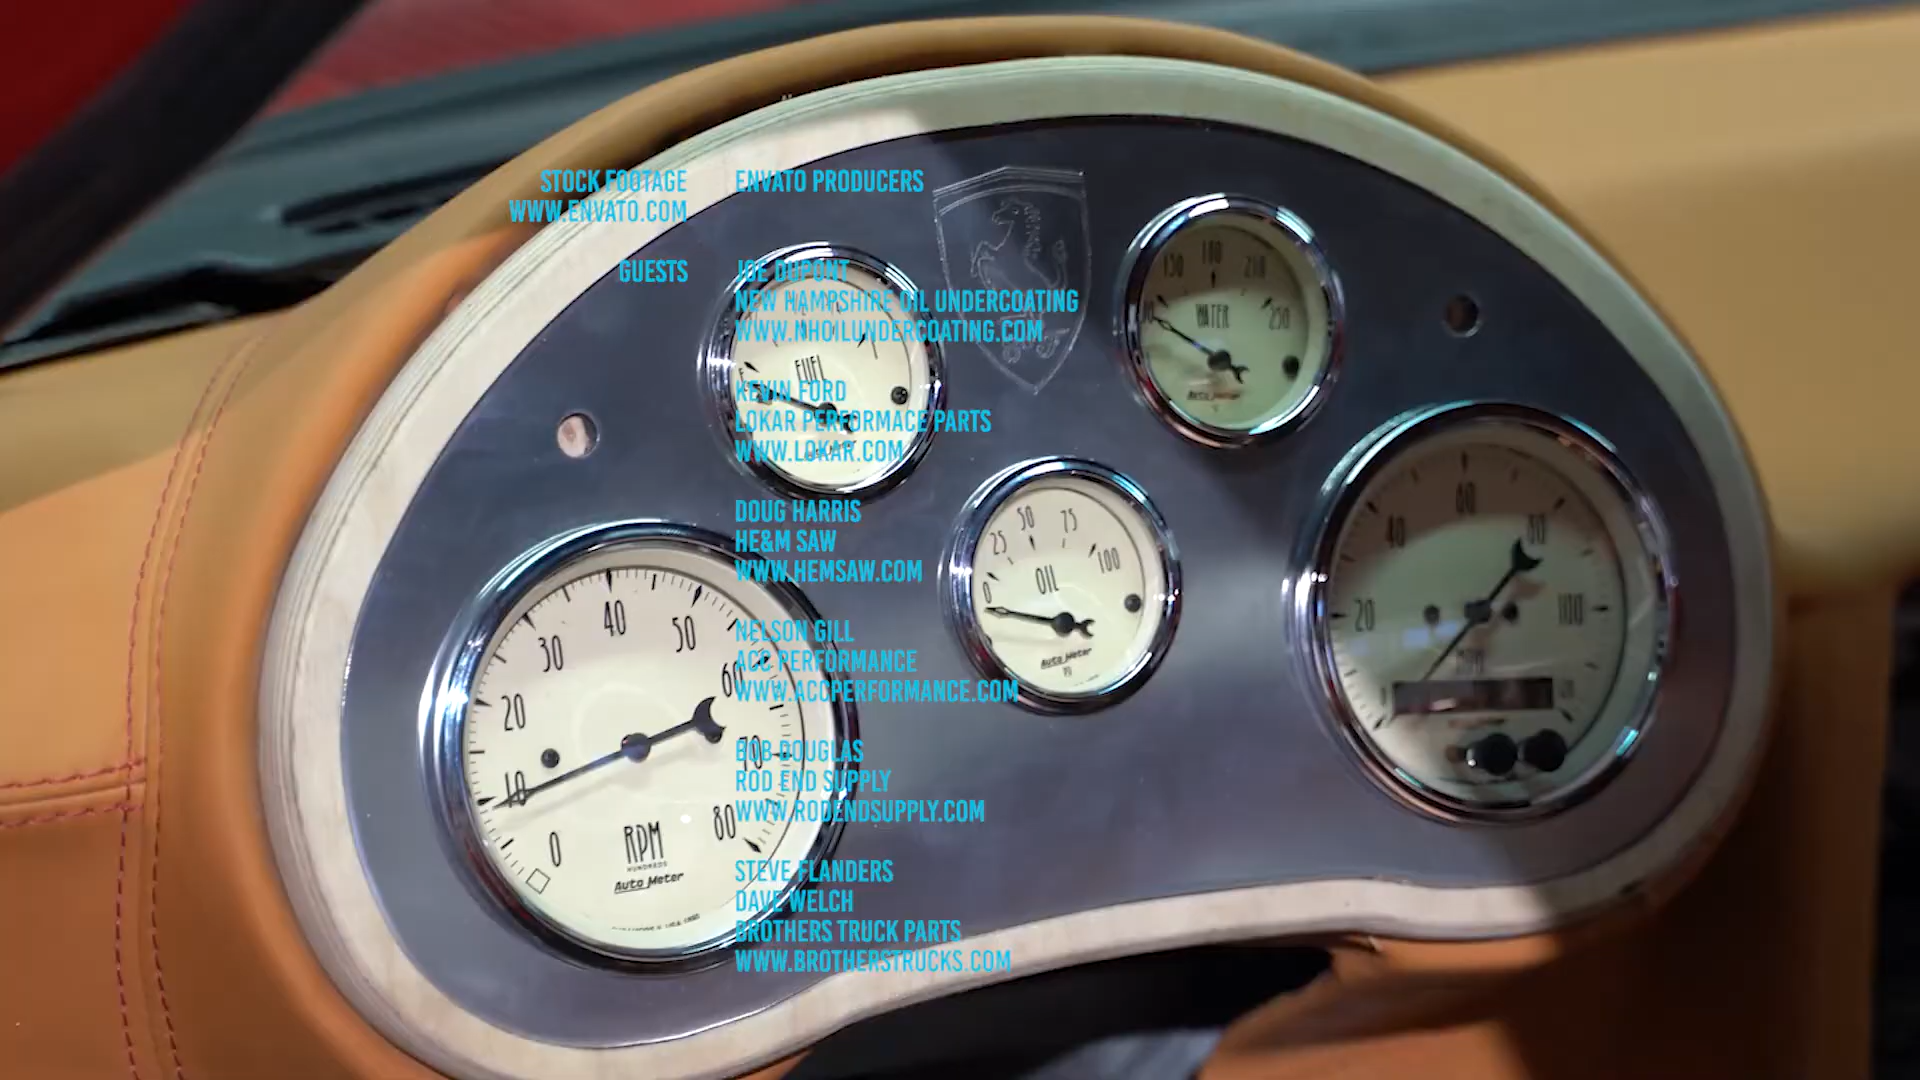 STOCK FOOTAGE ENVATO PRODUCERS
WWW.ENVATO.COM
GUESTS JOE DUPONT
NEW HAMPSHIRE OIL UNDERCOATING
WWW.NHOILUNDERCOATING.COM
KEVIN FORD
LOKAR PERFORMACE PARTS
WWW.LOKAR.COM
DOUG HARRIS
HE&M SAW
WWW.HEMSAW.COM
NELSON GILL
ACC PERFORMANCE
WWW.ACCPERFORMANCE.COM
BOB DOUGLAS
ROD END SUPPLY
WWW.RODENDSUPPLY.COM
STEVE FLANDERS
DAVE WELCH
BROTHERS TRUCK PARTS
WWW.BROTHERSTRUCKS.COM
FUEL
130 180 210 250
WATER
Auto Meter
0 25 50 75 100
OIL
Auto Meter
20 40 60 80 100
MPH
0 10 20 30 40 50 60 70 80
RPM
HUNDREDS
Auto Meter